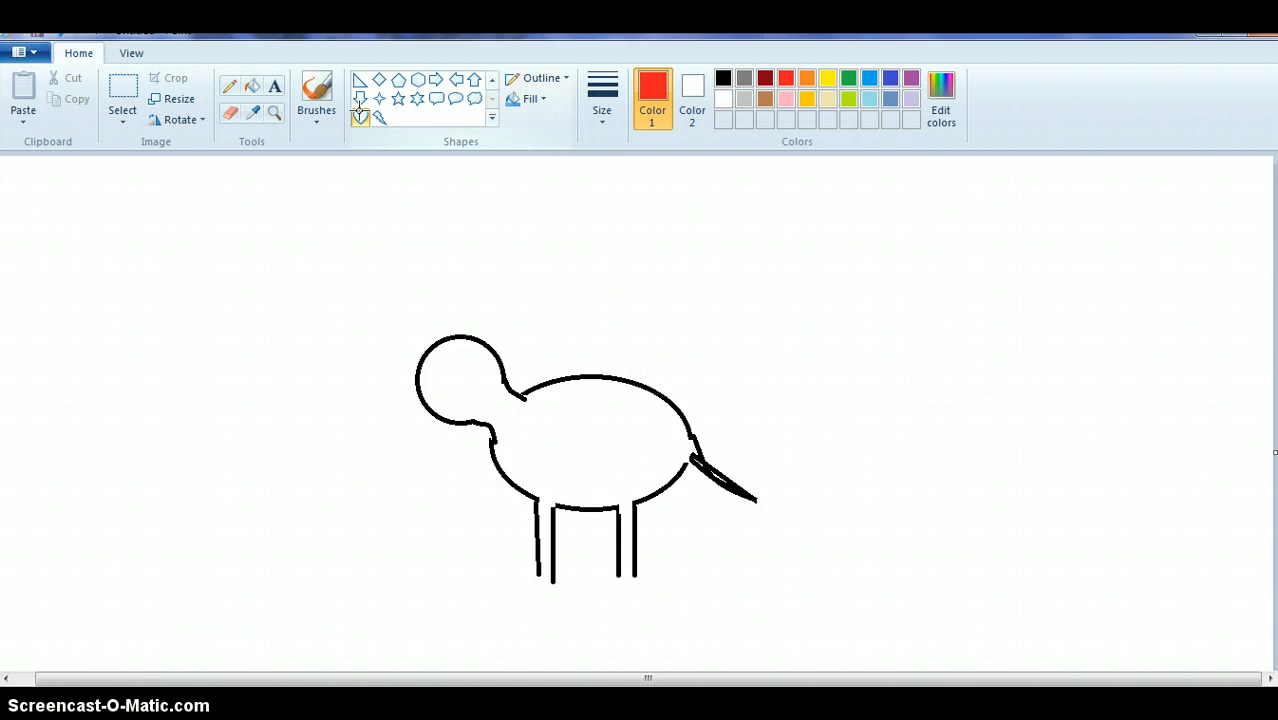 Home View
Paste Cut Copy Select Crop Resize Rotate Brushes Outline Fill Size Color 1 Color 2 Edit colors
Clipboard Image Tools Shapes Colors
Screencast-O-Matic.com